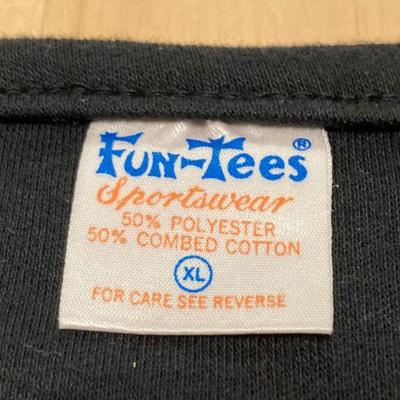 FUN-TEES®
Sportswear
50% POLYESTER
50% COMBED COTTON
XL
FOR CARE SEE REVERSE